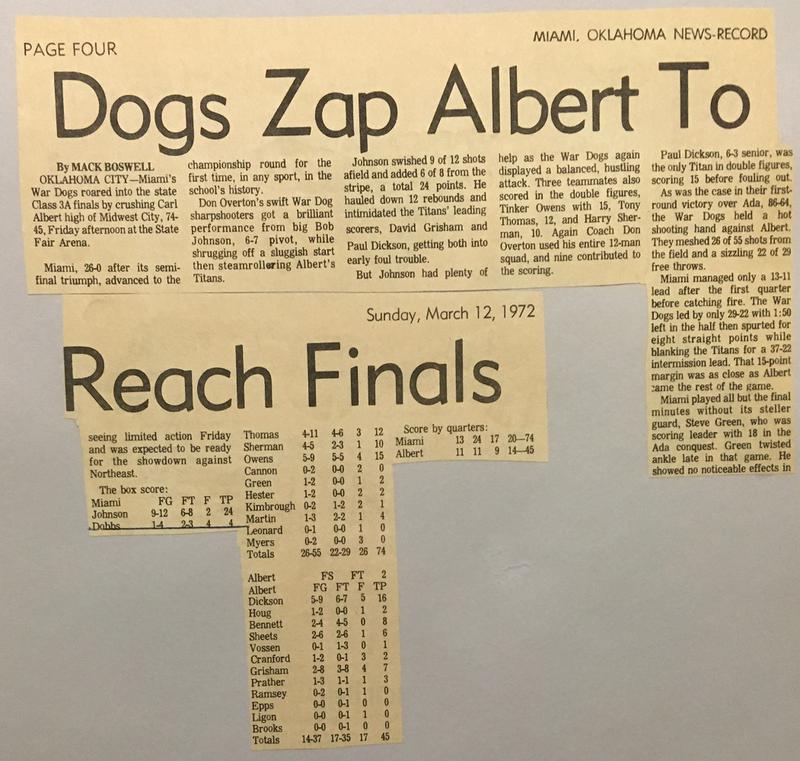 PAGE FOUR
MIAMI, OKLAHOMA NEWS-RECORD
Dogs Zap Albert To
By MACK BOSWELL
OKLAHOMA CITY—Miami's
War Dogs roared into the state
Class 3A finals by crushing Carl
Albert high of Midwest City, 74-
45, Friday afternoon at the State
Fair Arena.
Miami, 26-0 after its semi-
final triumph, advanced to the
championship round for the
first time, in any sport, in the
school's history.
Don Overton's swift War Dog
sharpshooters got a brilliant
performance from big Bob
Johnson, 6-7 pivot, while
shrugging off a sluggish start
then steamrollering Albert's
Titans.
Johnson swished 9 of 12 shots
afield and added 6 of 8 from the
stripe, a total 24 points. He
hauled down 12 rebounds and
intimidated the Titans' leading
scorers, David Grisham and
Paul Dickson, getting both into
early foul trouble.
But Johnson had plenty of
help as the War Dogs again
displayed a balanced, hustling
attack. Three teammates also
scored in the double figures,
Tinker Owens with 15, Tony
Thomas, 12, and Harry Sher-
man, 10. Again Coach Don
Overton used his entire 12-man
squad, and nine contributed to
the scoring.
Paul Dickson, 6-3 senior, was
the only Titan in double figures,
scoring 15 before fouling out.
As was the case in their first-
round victory over Ada, 86-64,
the War Dogs held a hot
shooting hand against Albert.
They meshed 26 of 55 shots from
the field and a sizzling 22 of 29
free throws.
Miami managed only a 13-11
lead after the first quarter
before catching fire. The War
Dogs led by only 29-22 with 1:50
left in the half then spurted for
eight straight points while
blanking the Titans for a 37-22
intermission lead. That 15-point
margin was as close as Albert
came the rest of the game.
Miami played all but the final
minutes without its steller
guard, Steve Green, who was
scoring leader with 18 in the
Ada conquest. Green twisted
ankle late in that game. He
showed no noticeable effects in
Sunday, March 12, 1972
Reach Finals
seeing limited action Friday
and was expected to be ready
for the showdown against
Northeast.
The box score:
Miami FG FT F TP
Johnson 9-12 6-8 2 24
Dobbs 1-4 2-3 4 4
Thomas 4-11 4-6 3 12
Sherman 4-5 2-3 1 10
Owens 5-9 5-5 4 15
Cannon 0-2 0-0 2 0
Green 1-2 0-0 1 2
Hester 1-2 0-0 2 2
Kimbrough 0-2 1-2 2 1
Martin 1-3 2-2 1 4
Leonard 0-1 0-0 1 0
Myers 0-2 0-0 3 0
Totals 26-55 22-29 26 74
Albert FS FT 2
Albert FG FT F TP
Dickson 5-9 6-7 5 16
Houg 1-2 0-0 1 2
Bennett 2-4 4-5 0 8
Sheets 2-6 2-6 1 6
Vossen 0-1 1-3 0 1
Cranford 1-2 0-1 3 2
Grisham 2-8 3-8 4 7
Prather 1-3 1-1 1 3
Ramsey 0-2 0-1 1 0
Epps 0-0 0-1 0 0
Ligon 0-0 0-1 1 0
Brooks 0-0 0-1 0 0
Totals 14-37 17-35 17 45
Score by quarters:
Miami 13 24 17 20—74
Albert 11 11 9 14—45